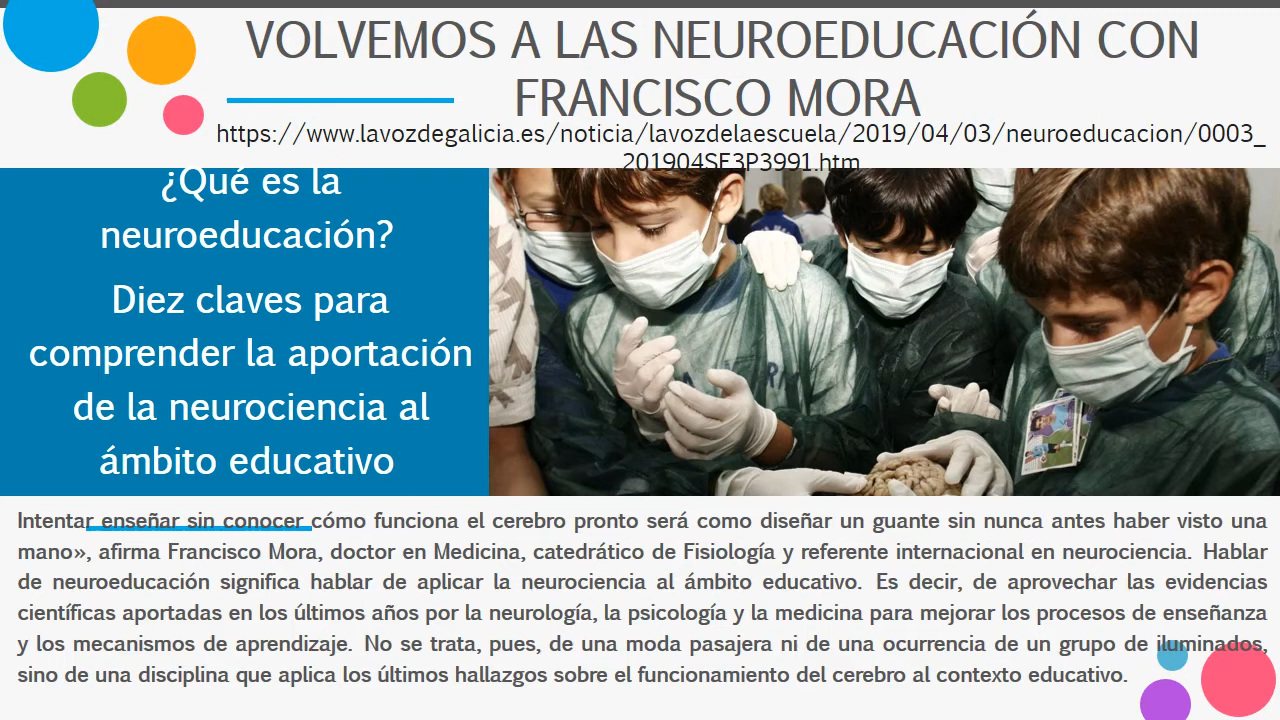 VOLVEMOS A LAS NEUROEDUCACIÓN CON
FRANCISCO MORA
https://www.lavozdegalicia.es/noticia/lavozdelaescuela/2019/04/03/neuroeducacion/0003_
201904SE3P3991.htm
¿Qué es la
neuroeducación?
Diez claves para
comprender la aportación
de la neurociencia al
ámbito educativo
Intentar enseñar sin conocer cómo funciona el cerebro pronto será como diseñar un guante sin nunca antes haber visto una
mano», afirma Francisco Mora, doctor en Medicina, catedrático de Fisiología y referente internacional en neurociencia. Hablar
de neuroeducación significa hablar de aplicar la neurociencia al ámbito educativo. Es decir, de aprovechar las evidencias
científicas aportadas en los últimos años por la neurología, la psicología y la medicina para mejorar los procesos de enseñanza
y los mecanismos de aprendizaje. No se trata, pues, de una moda pasajera ni de una ocurrencia de un grupo de iluminados,
sino de una disciplina que aplica los últimos hallazgos sobre el funcionamiento del cerebro al contexto educativo.